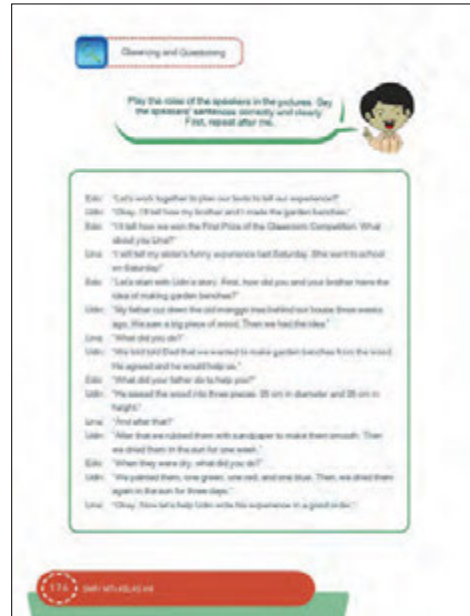 Observing and Questioning
Play the roles of the speakers in the pictures. Say
the speakers' sentences correctly and clearly.
First, repeat after me.
Edo: "Let's work together to plan our texts to tell our experience?"
Udin: "Okay. I'll tell how my brother and I made the garden benches."
Edo: "I'll tell how we won the First Prize of the Classroom Competition. What
about you Lina?"
Lina: "I will tell my sister's funny experience last Saturday. She went to school
on Saturday!"
Edo: "Let's start with Udin's story. First, how did you and your brother have the
idea of making garden benches?"
Udin: "My father cut down the old manggo tree behind our house three weeks
ago. We saw a big piece of wood. Then we had the idea."
Lina: "What did you do?"
Udin: "We told told Dad that we wanted to make garden benches from the wood.
He agreed and he would help us."
Edo: "What did your father do to help you?"
Udin: "He sawed the wood into three pieces: 25 cm in diameter and 35 cm in
height."
Lina: "And after that?"
Udin: "After that we rubbed them with sandpaper to make them smooth. Then
we dried them in the sun for one week."
Edo: "When they were dry, what did you do?"
Udin: "We painted them, one green, one red, and one blue. Then, we dried them
again in the sun for three days."
Lina: "Okay. Now let's help Udin write his experience in a good order."
176 SMP/ MTs KELAS VIII